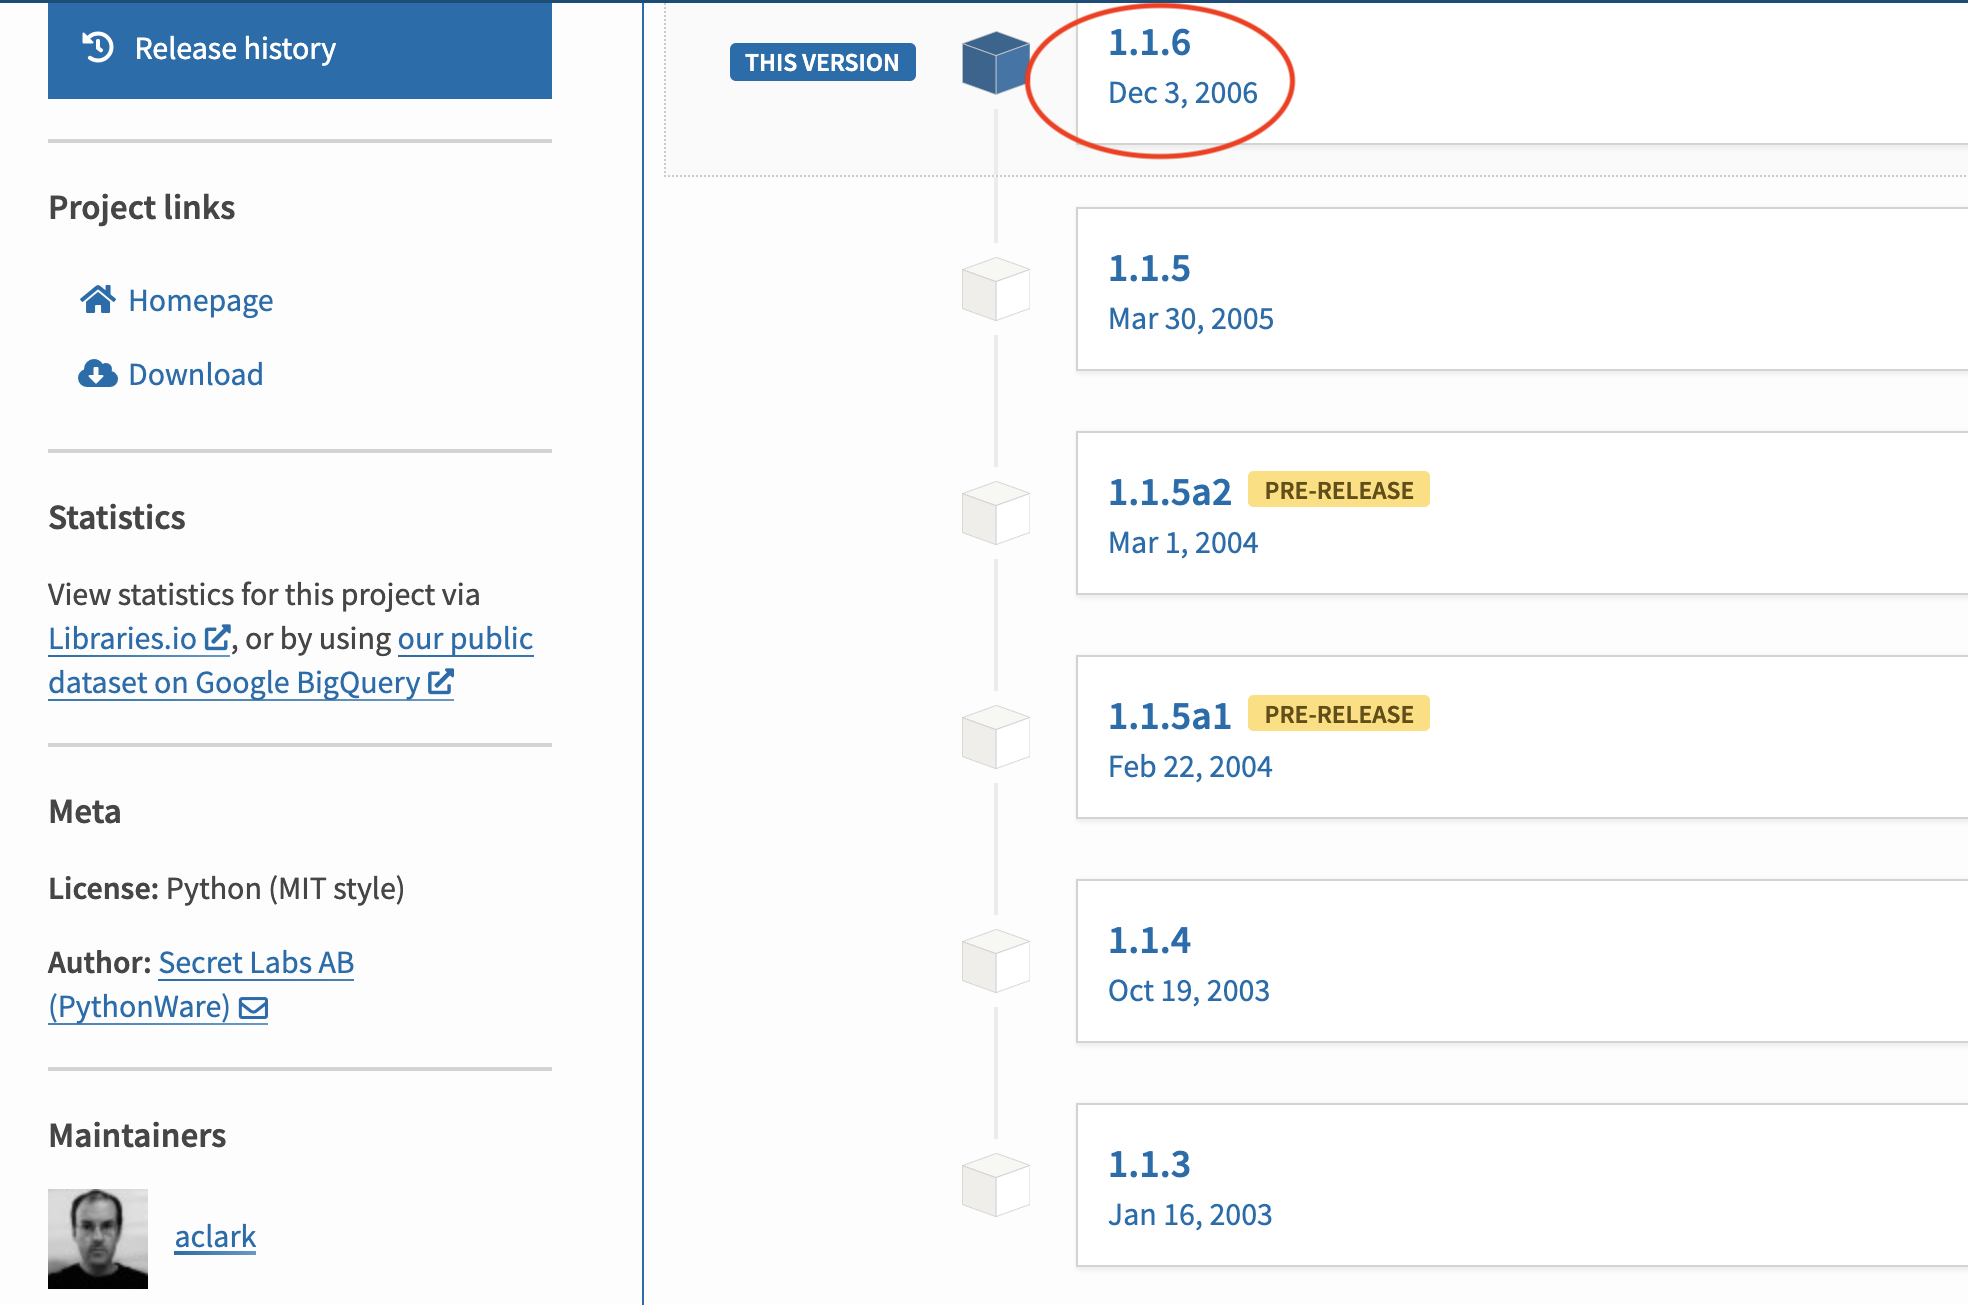 Release history
Project links
Homepage
Download
Statistics
View statistics for this project via
Libraries.io, or by using our public
dataset on Google BigQuery
Meta
License: Python (MIT style)
Author: Secret Labs AB
(PythonWare)
Maintainers
aclark
THIS VERSION
1.1.6
Dec 3, 2006
1.1.5
Mar 30, 2005
1.1.5a2 PRE-RELEASE
Mar 1, 2004
1.1.5a1 PRE-RELEASE
Feb 22, 2004
1.1.4
Oct 19, 2003
1.1.3
Jan 16, 2003